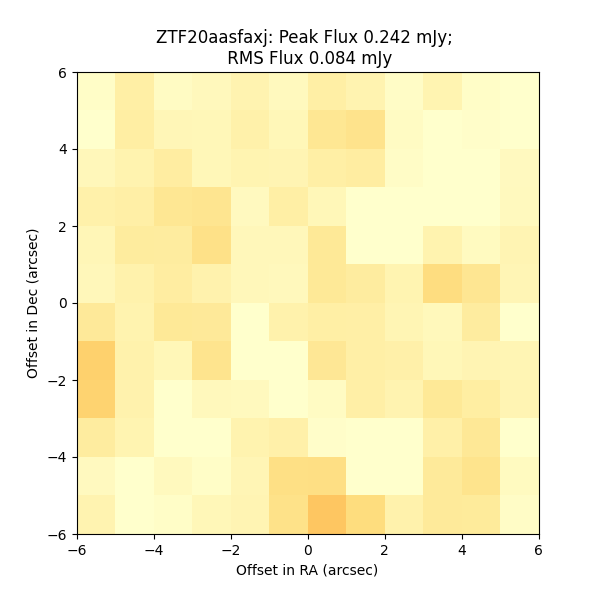 ZTF20aasfaxj: Peak Flux 0.242 mJy;
RMS Flux 0.084 mJy
6
4
2
0
−2
−4
−6
Offset in Dec (arcsec)
−6 −4 −2 0 2 4 6
Offset in RA (arcsec)